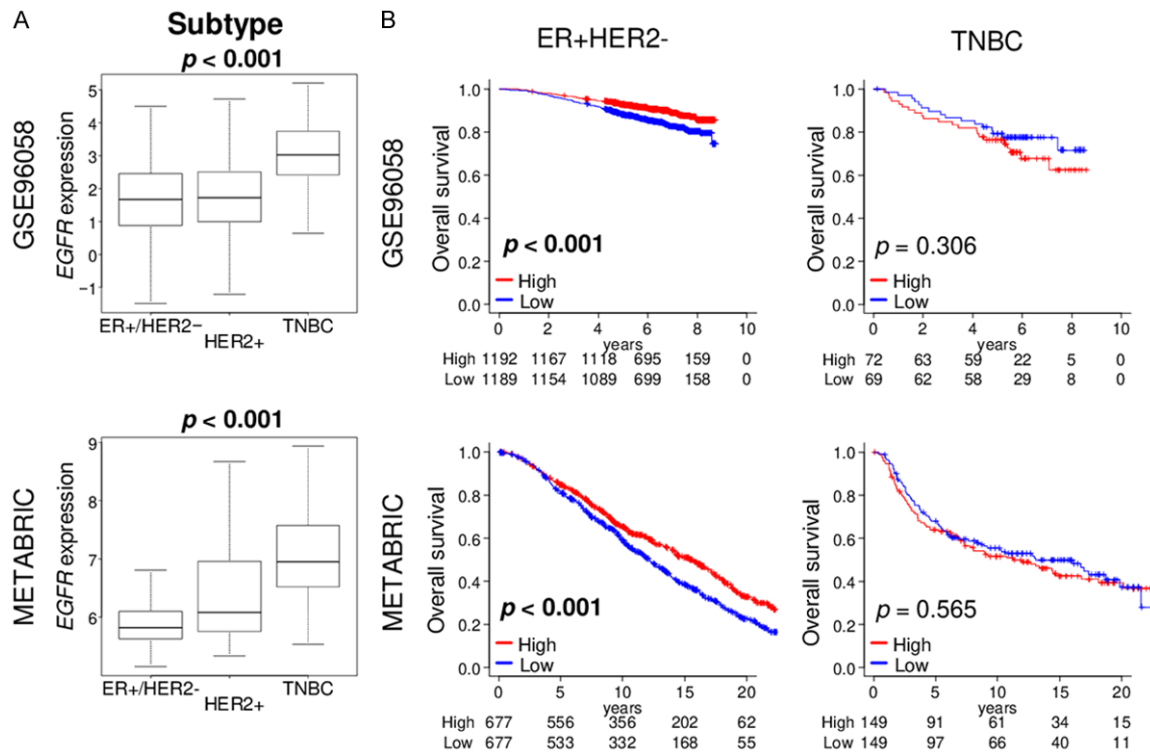 A
Subtype
p < 0.001
GSE96058
EGFR expression
5
4
3
2
1
0
−1
ER+/HER2−
HER2+
TNBC
B
GSE96058
ER+HER2-
Overall survival
1.0
0.8
0.6
0.4
0.2
0.0
p < 0.001
High
Low
0 2 4 6 8 10
years
High 1192 1167 1118 695 159 0
Low 1189 1154 1089 699 158 0
TNBC
Overall survival
1.0
0.8
0.6
0.4
0.2
0.0
p = 0.306
High
Low
0 2 4 6 8 10
years
High 72 63 59 22 5 0
Low 69 62 58 29 8 0
p < 0.001
METABRIC
EGFR expression
9
8
7
6
ER+/HER2-
HER2+
TNBC
METABRIC
Overall survival
1.0
0.8
0.6
0.4
0.2
0.0
p < 0.001
High
Low
0 5 10 15 20
years
High 677 556 356 202 62
Low 677 533 332 168 55
Overall survival
1.0
0.8
0.6
0.4
0.2
0.0
p = 0.565
High
Low
0 5 10 15 20
years
High 149 91 61 34 15
Low 149 97 66 40 11